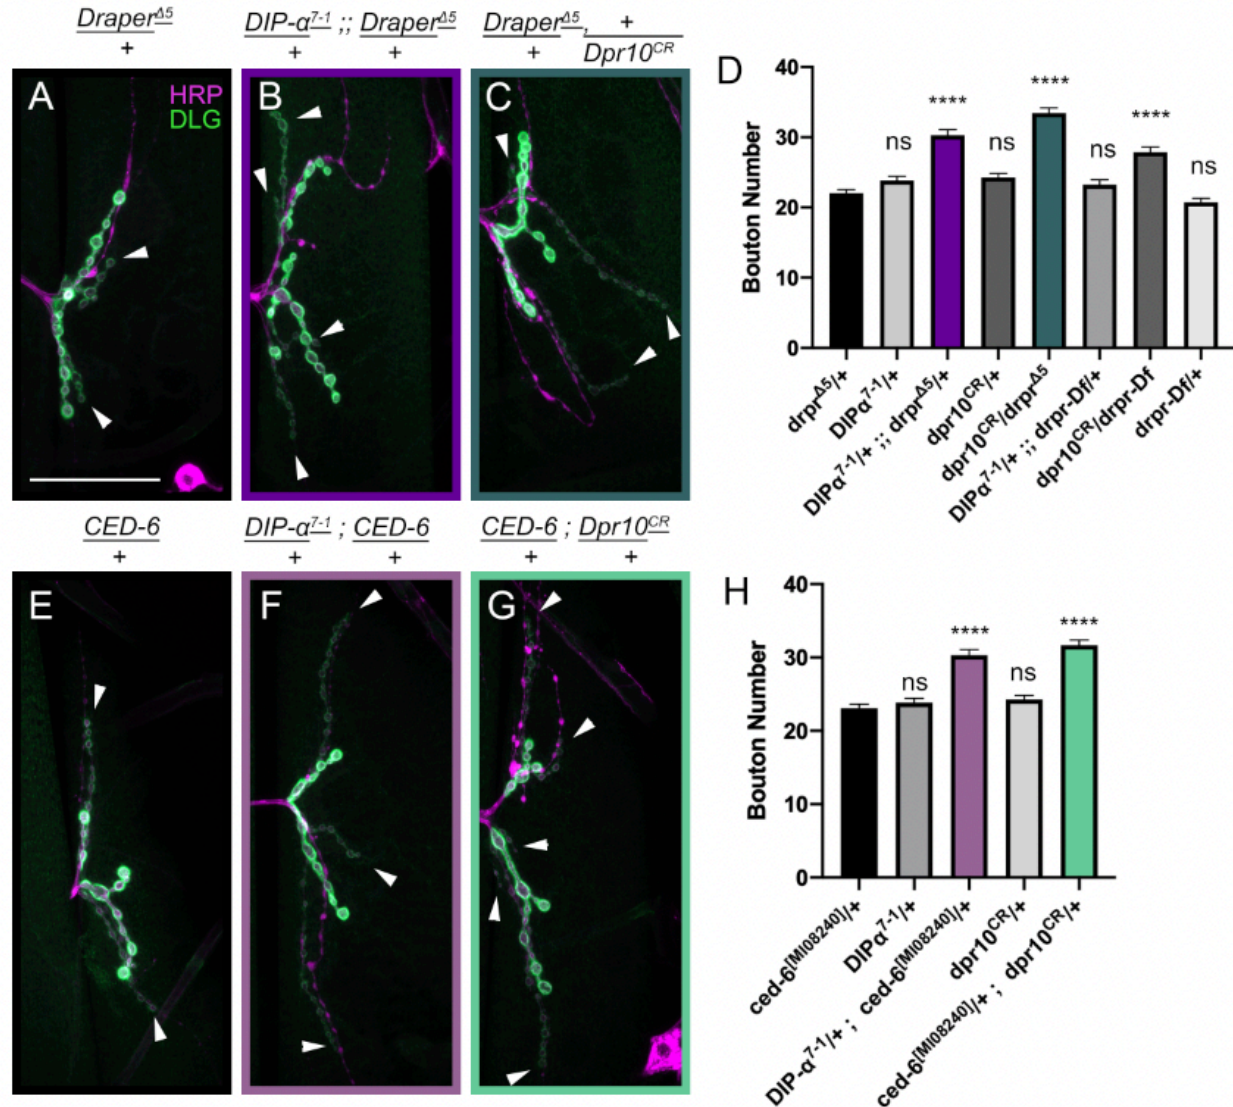 Draper^Δ5
+
DIP-α^7-1 ;; Draper^Δ5
+ +
Draper^Δ5, +
+ Dpr10^CR
A
HRP
DLG
B
C
D
Bouton Number
40
30
20
10
0
ns
****
ns
****
ns
****
ns
drpr^Δ5/+
DIPα^7-1/+
DIPα^7-1/+ ;; drpr^Δ5/+
dpr10^CR/+
dpr10^CR/drpr^Δ5
DIPα^7-1/+ ;; drpr-Df/+
dpr10^CR/drpr-Df
drpr-Df/+
CED-6
+
DIP-α^7-1 ; CED-6
+ +
CED-6 ; Dpr10^CR
+ +
E
F
G
H
Bouton Number
40
30
20
10
0
ns
****
ns
****
ced-6^[MI08240]/+
DIPα^7-1/+
DIP-α^7-1/+ ; ced-6^[MI08240]/+
dpr10^CR/+
ced-6^[MI08240]/+ ; dpr10^CR/+